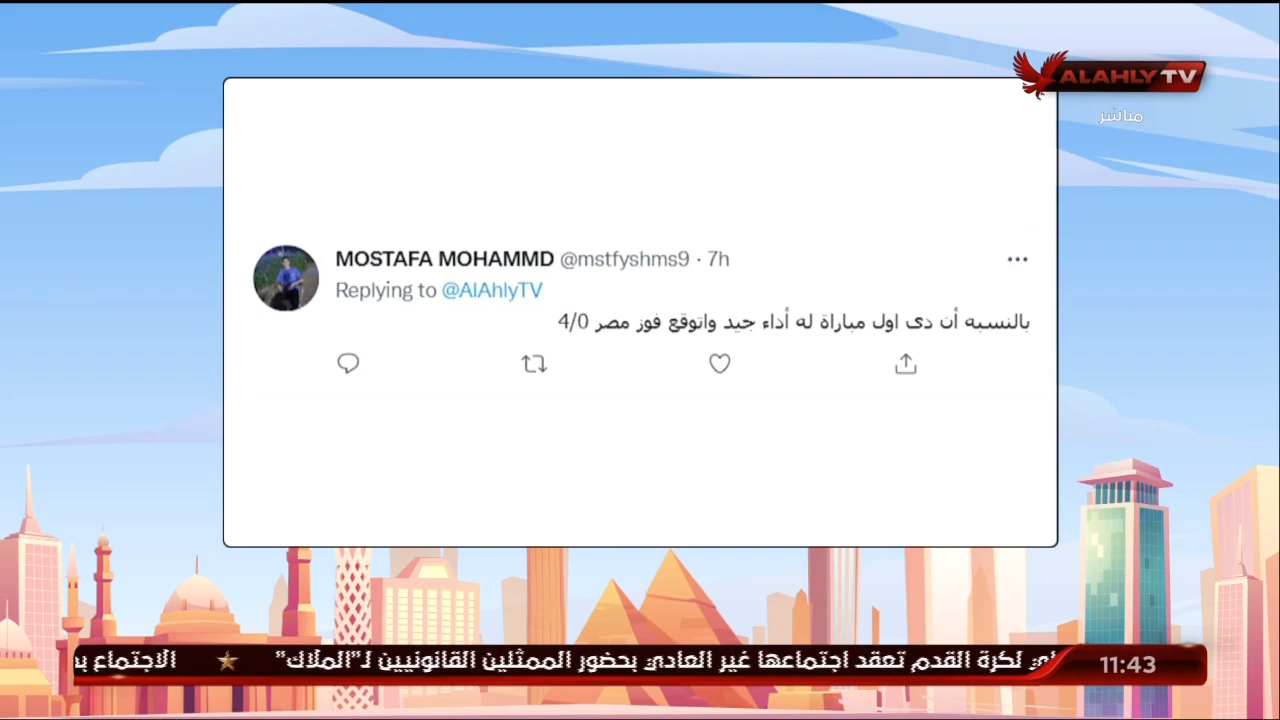 ALAHLY TV
مباشر
MOSTAFA MOHAMMD @mstfyshms9 · 7h
Replying to @AlAhlyTV
بالنسبه أن دى اول مباراة له أداء جيد واتوقع فوز مصر 4/0
لكرة القدم تعقد اجتماعها غير العادي بحضور الممثلين القانونيين لـ"الملاك" ★ الاجتماع
11:43